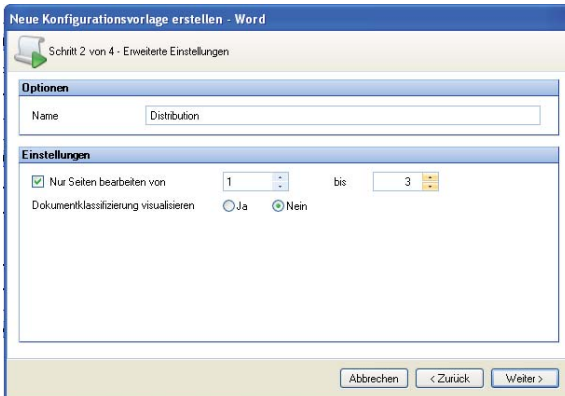 Neue Konfigurationsvorlage erstellen - Word
Schritt 2 von 4 - Erweiterte Einstellungen
Optionen
Name Distribution
Einstellungen
Nur Seiten bearbeiten von 1 bis 3
Dokumentklassifizierung visualisieren Ja Nein
Abbrechen < Zurück Weiter >